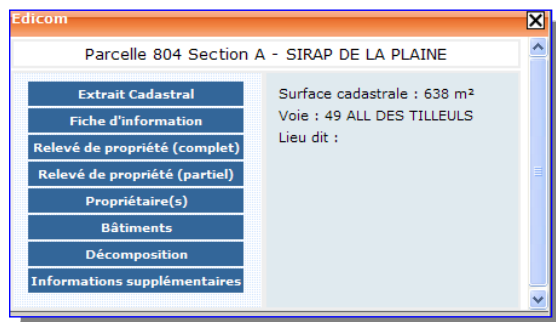 Edicom
Parcelle 804 Section A - SIRAP DE LA PLAINE
Extrait Cadastral
Fiche d'information
Relevé de propriété (complet)
Relevé de propriété (partiel)
Propriétaire(s)
Bâtiments
Décomposition
Informations supplémentaires
Surface cadastrale : 638 m²
Voie : 49 ALL DES TILLEULS
Lieu dit :